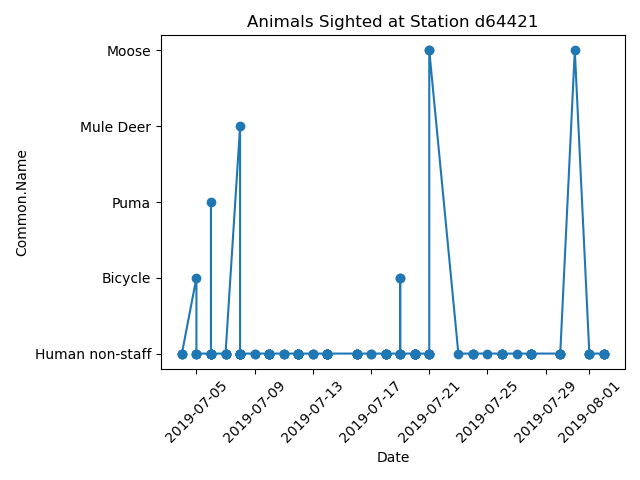 Animals Sighted at Station d64421
Common.Name
Moose
Mule Deer
Puma
Bicycle
Human non-staff
2019-07-05
2019-07-09
2019-07-13
2019-07-17
2019-07-21
2019-07-25
2019-07-29
2019-08-01
Date